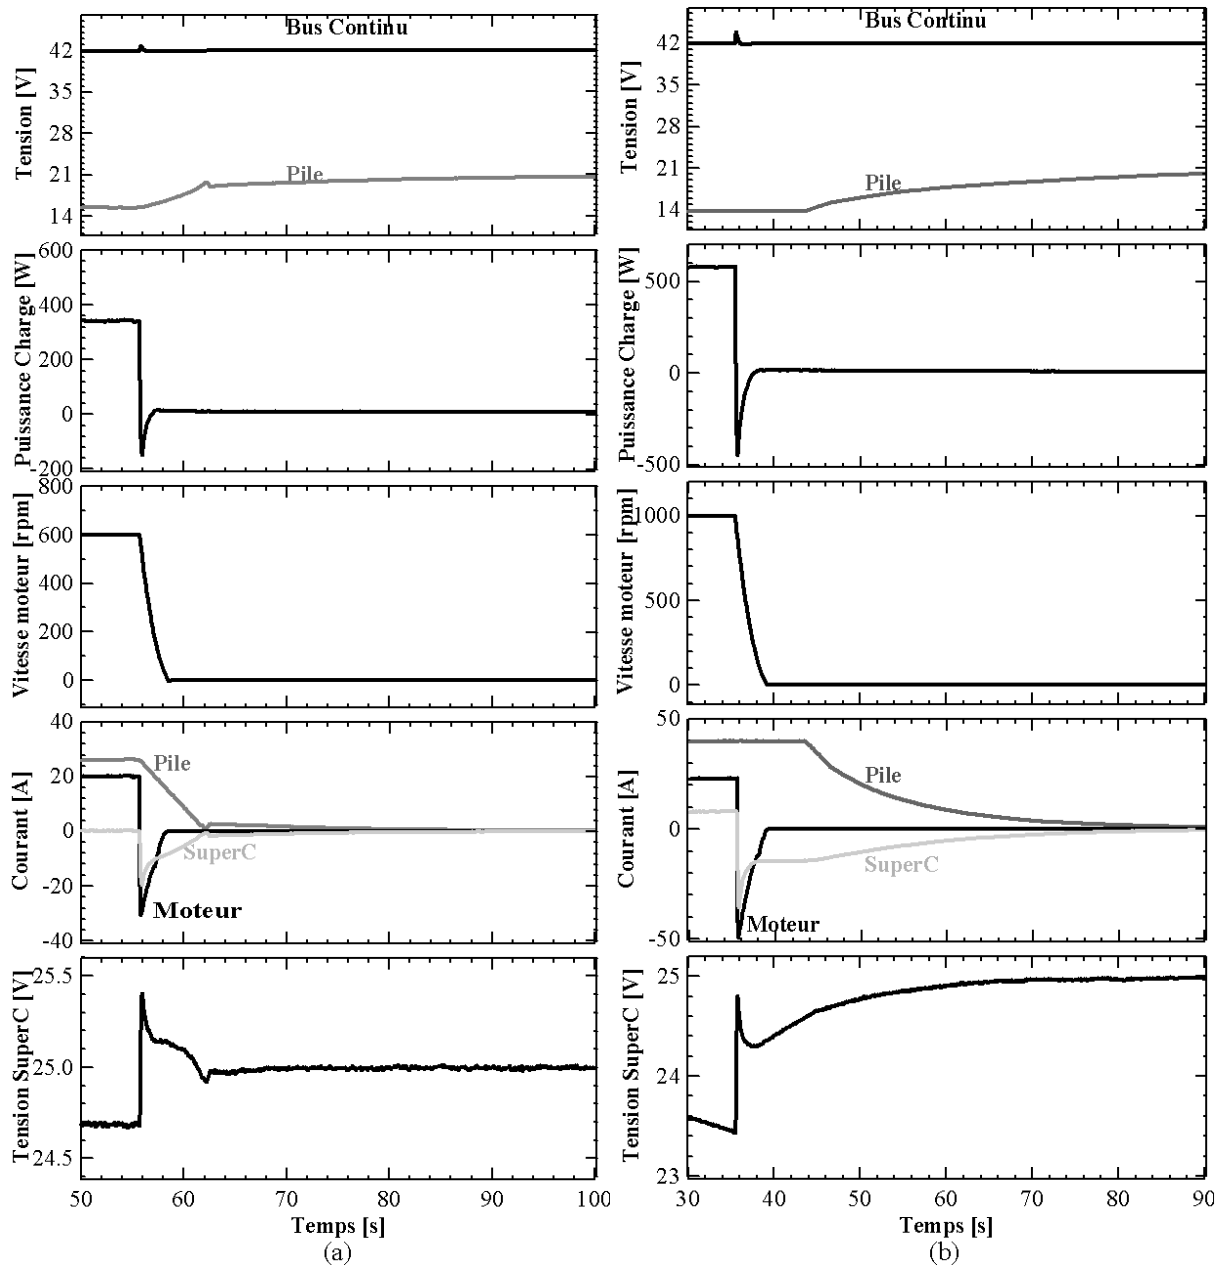 Bus Continu
Tension [V]
42
35
28
21
14
Pile
Puissance Charge [W]
600
400
200
0
-200
Vitesse moteur [rpm]
800
600
400
200
0
Courant [A]
40
20
0
-20
-40
Pile
SuperC
Moteur
Tension SuperC [V]
25.5
25.0
24.5
50 60 70 80 90 100
Temps [s]
(a)
Bus Continu
Tension [V]
42
35
28
21
14
Pile
Puissance Charge [W]
500
0
-500
Vitesse moteur [rpm]
1000
500
0
Courant [A]
50
0
-50
Pile
SuperC
Moteur
Tension SuperC [V]
25
24
23
30 40 50 60 70 80 90
Temps [s]
(b)